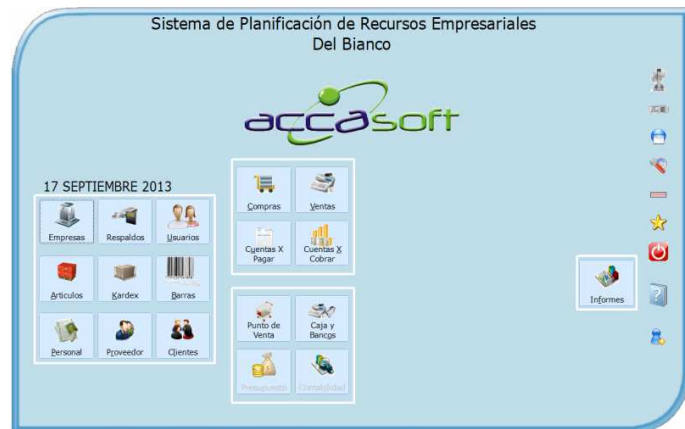 Sistema de Planificación de Recursos Empresariales
Del Bianco
accasoft
17 SEPTIEMBRE 2013
Empresas
Respaldos
Usuarios
Articulos
Kardex
Barras
Personal
Proveedor
Clientes
Compras
Ventas
Cuentas X
Pagar
Cuentas X
Cobrar
Punto de
Venta
Caja y
Bancos
Presupuesto
Contabilidad
Informes